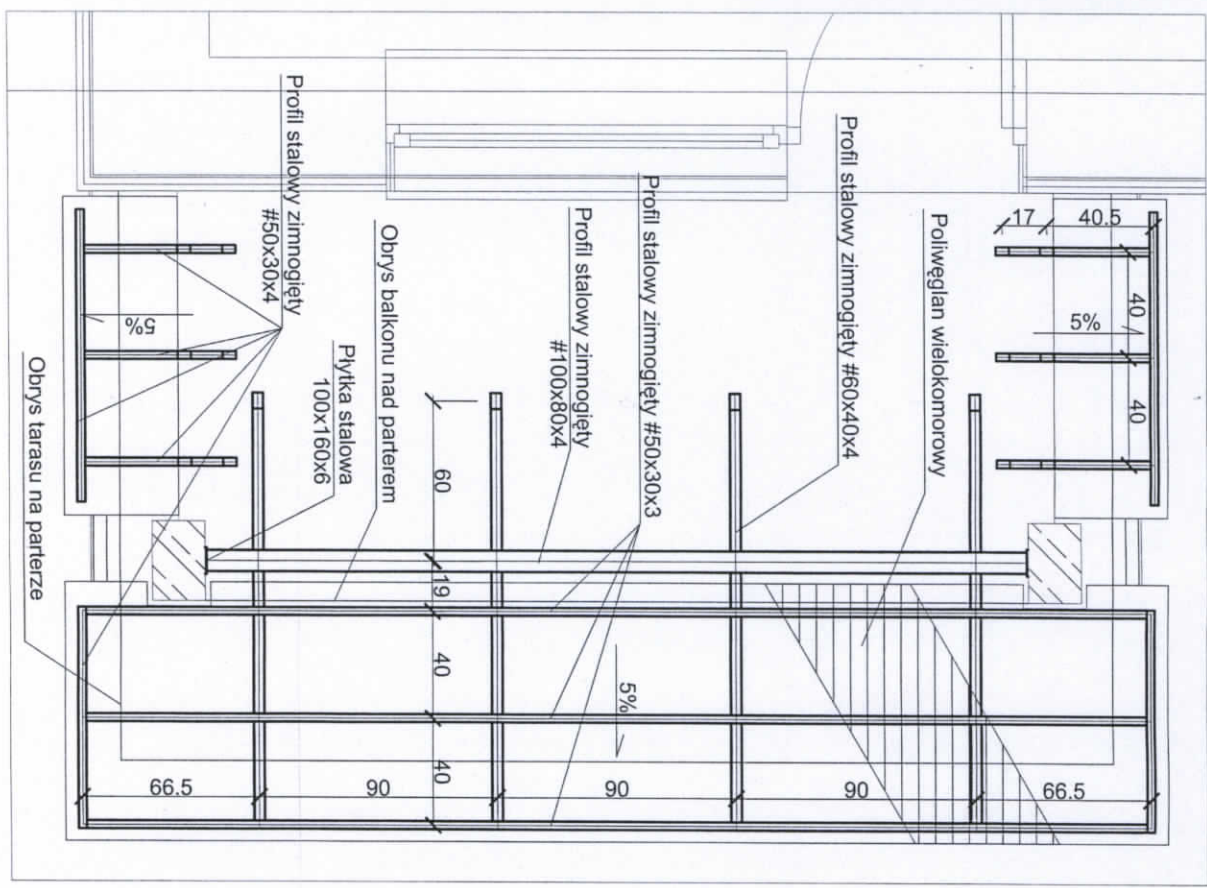 Profil stalowy zimnogięty
#50x30x4
Profil stalowy zimnogięty #60x40x4
Profil stalowy zimnogięty #50x30x3
Profil stalowy zimnogięty
#100x80x4
Poliwęglan wielokomorowy
Obrys balkonu nad parterem
Płytka stalowa
100x160x6
Obrys tarasu na parterze
17
40.5
40
40
5%
5%
60
19
40
40
5%
66.5
90
90
90
66.5